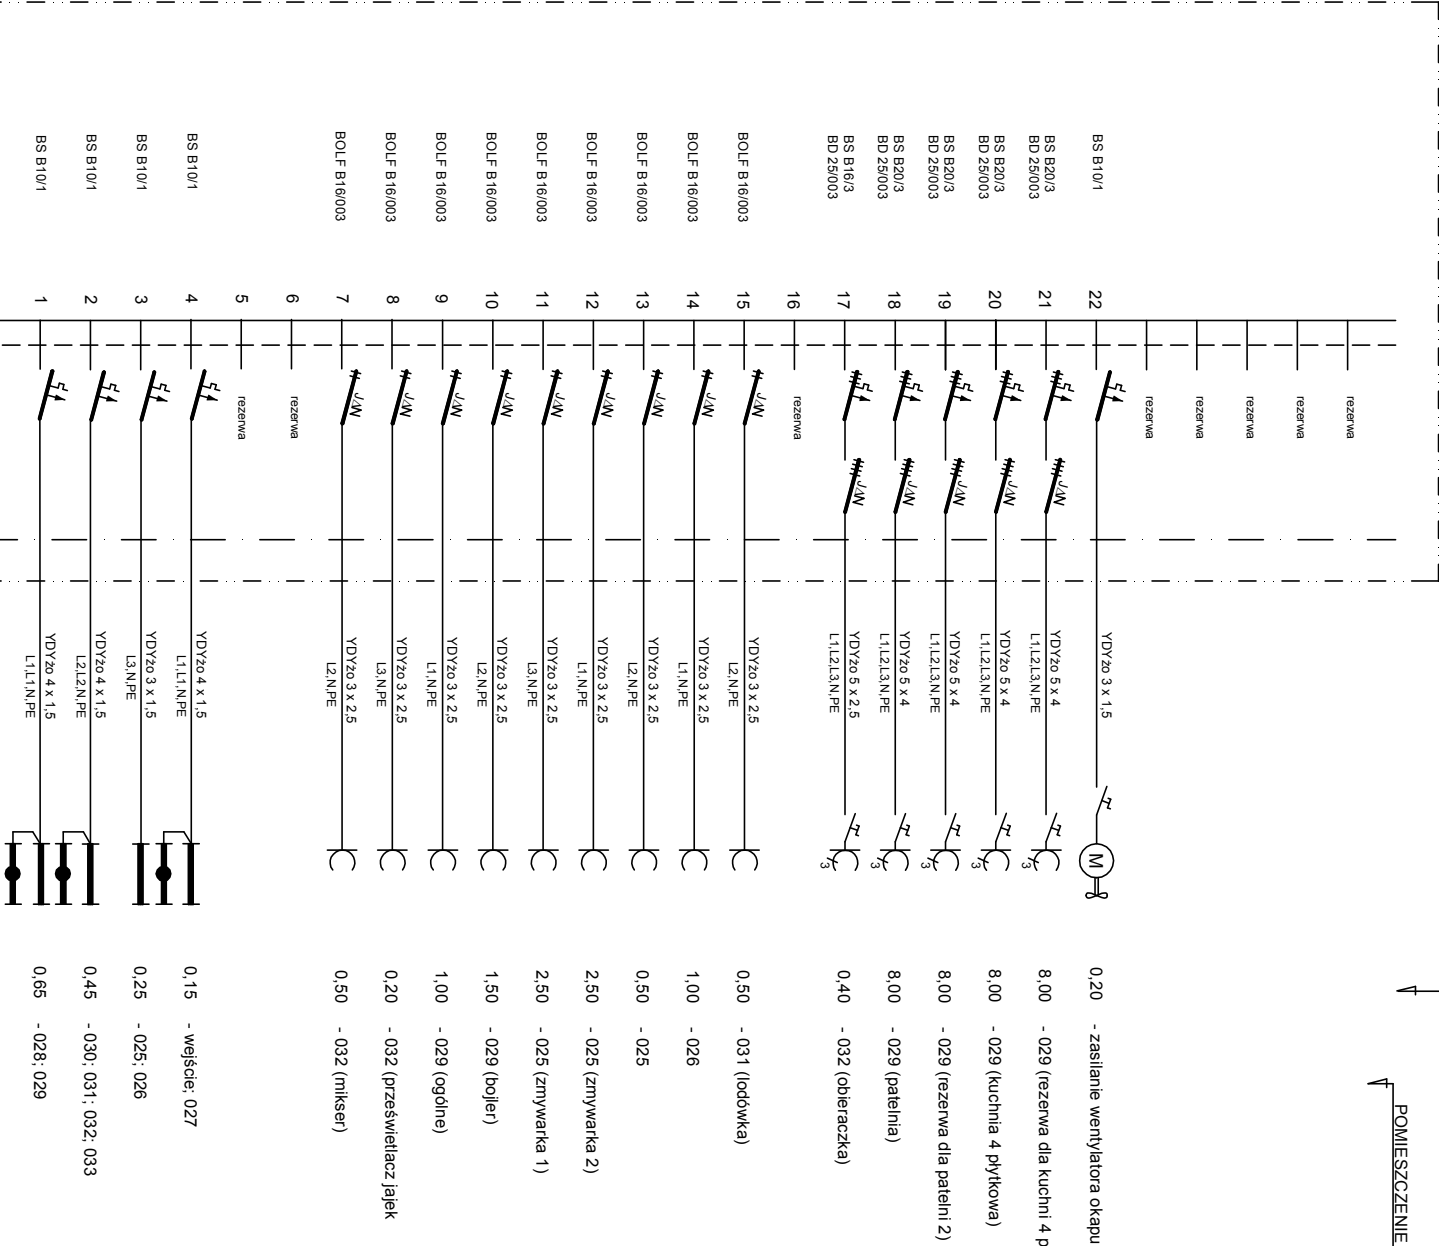 POMIESZCZENIE
rezerwa
rezerwa
rezerwa
rezerwa
rezerwa
BS B10/1
22
YDYżo 3 x 1,5
M
0,20 - zasilanie wentylatora okapu
BS B20/3
BD 25/003
21
YDYżo 5 x 4
L1,L2,L3,N,PE
3
8,00 - 029 (rezerwa dla kuchni 4 p
BS B20/3
BD 25/003
20
YDYżo 5 x 4
L1,L2,L3,N,PE
3
8,00 - 029 (kuchnia 4 płytkowa)
BS B20/3
BD 25/003
19
YDYżo 5 x 4
L1,L2,L3,N,PE
3
8,00 - 029 (rezerwa dla patelni 2)
BS B20/3
BD 25/003
18
YDYżo 5 x 4
L1,L2,L3,N,PE
3
8,00 - 029 (patelnia)
BS B16/3
BD 25/003
17
YDYżo 5 x 2,5
L1,L2,L3,N,PE
3
0,40 - 032 (obieraczka)
16
rezerwa
BOLF B16/003
15
YDYżo 3 x 2,5
L2,N,PE
0,50 - 031 (lodówka)
BOLF B16/003
14
YDYżo 3 x 2,5
L1,N,PE
1,00 - 026
BOLF B16/003
13
YDYżo 3 x 2,5
L2,N,PE
0,50 - 025
BOLF B16/003
12
YDYżo 3 x 2,5
L1,N,PE
2,50 - 025 (zmywarka 2)
BOLF B16/003
11
YDYżo 3 x 2,5
L3,N,PE
2,50 - 025 (zmywarka 1)
BOLF B16/003
10
YDYżo 3 x 2,5
L2,N,PE
1,50 - 029 (bojler)
BOLF B16/003
9
YDYżo 3 x 2,5
L1,N,PE
1,00 - 029 (ogólne)
BOLF B16/003
8
YDYżo 3 x 2,5
L3,N,PE
0,20 - 032 (prześwietlacz jajek
BOLF B16/003
7
YDYżo 3 x 2,5
L2,N,PE
0,50 - 032 (mikser)
6
rezerwa
5
rezerwa
BS B10/1
4
YDYżo 4 x 1,5
L1,L1,N,PE
0,15 - wejście; 027
BS B10/1
3
YDYżo 3 x 1,5
L3,N,PE
0,25 - 025; 026
BS B10/1
2
YDYżo 4 x 1,5
L2,L2,N,PE
0,45 - 030; 031; 032; 033
BS B10/1
1
YDYżo 4 x 1,5
L1,L1,N,PE
0,65 - 028; 029